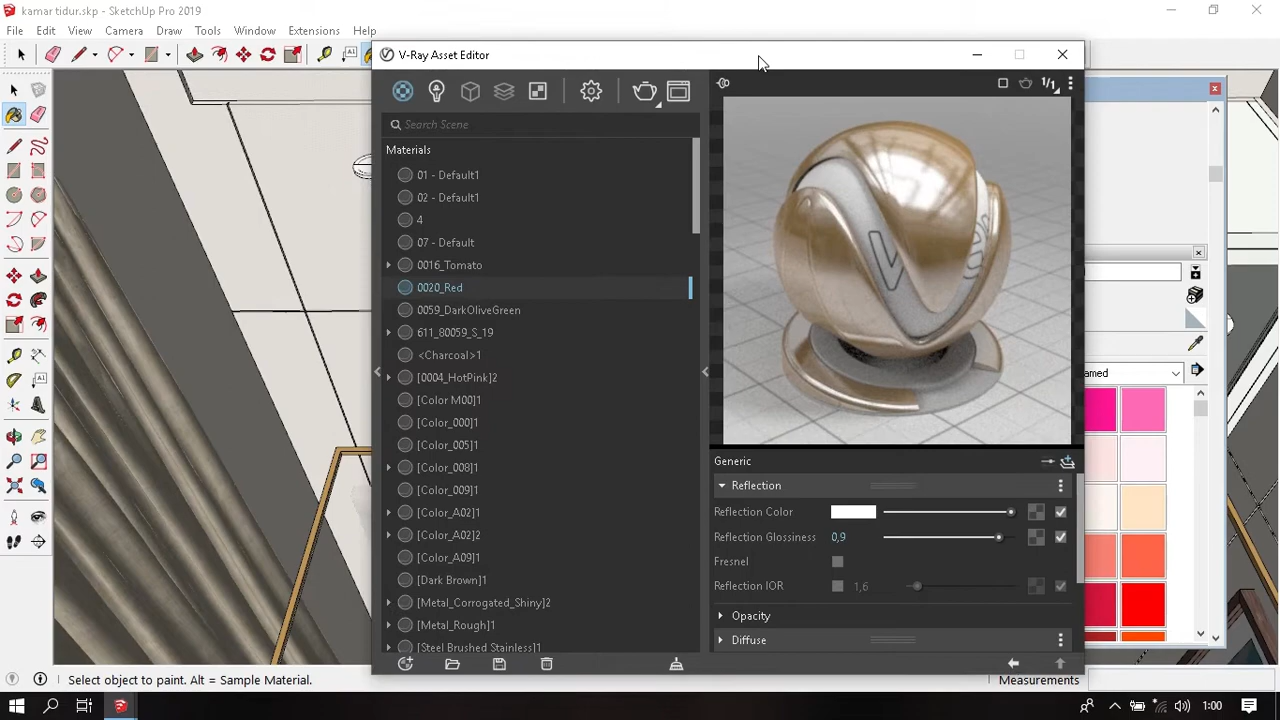 kamar tidur.skp - SketchUp Pro 2019
File Edit View Camera Draw Tools Window Extensions Help
V-Ray Asset Editor
1/1
Search Scene
Materials
01 - Default1
02 - Default1
4
07 - Default
0016_Tomato
0020_Red
0059_DarkOliveGreen
611_80059_S_19
<Charcoal>1
[0004_HotPink]2
[Color M00]1
[Color_000]1
[Color_005]1
[Color_008]1
[Color_009]1
[Color_A02]1
[Color_A02]2
[Color_A09]1
[Dark Brown]1
[Metal_Corrogated_Shiny]2
[Metal_Rough]1
[Steel Brushed Stainless]1
Generic
Reflection
Reflection Color
Reflection Glossiness 0,9
Fresnel
Reflection IOR 1,6
Opacity
Diffuse
amed
Select object to paint. Alt = Sample Material.
Measurements
1:00